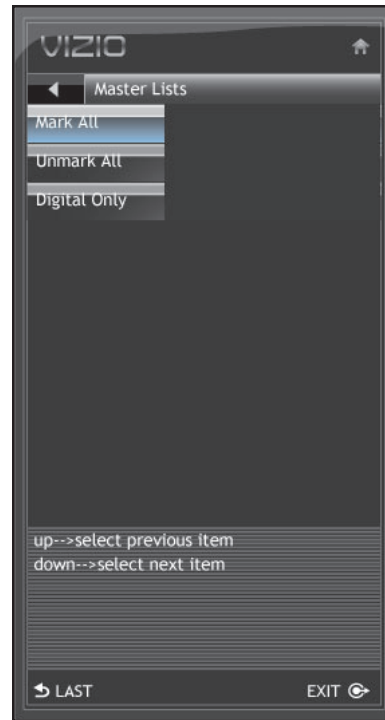 VIZIO
Master Lists
Mark All
Unmark All
Digital Only
up-->select previous item
down-->select next item
LAST EXIT